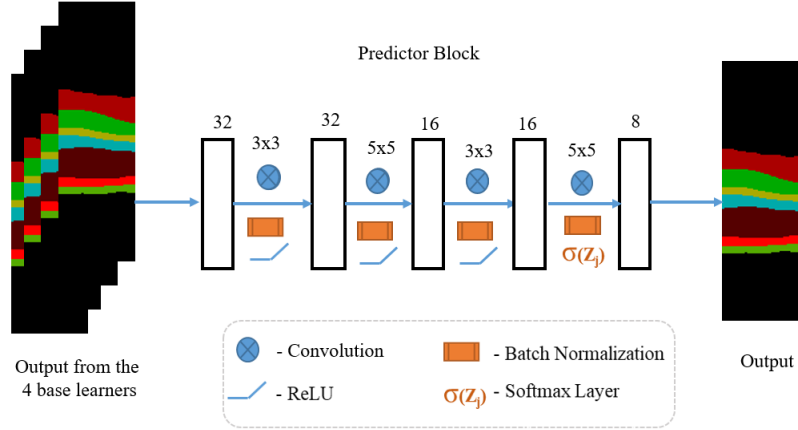 Predictor Block
32
32
16
16
8
3x3
5x5
3x3
5x5
σ(Zj)
Output from the
4 base learners
- Convolution
- Batch Normalization
- ReLU
σ(Zj) - Softmax Layer
Output